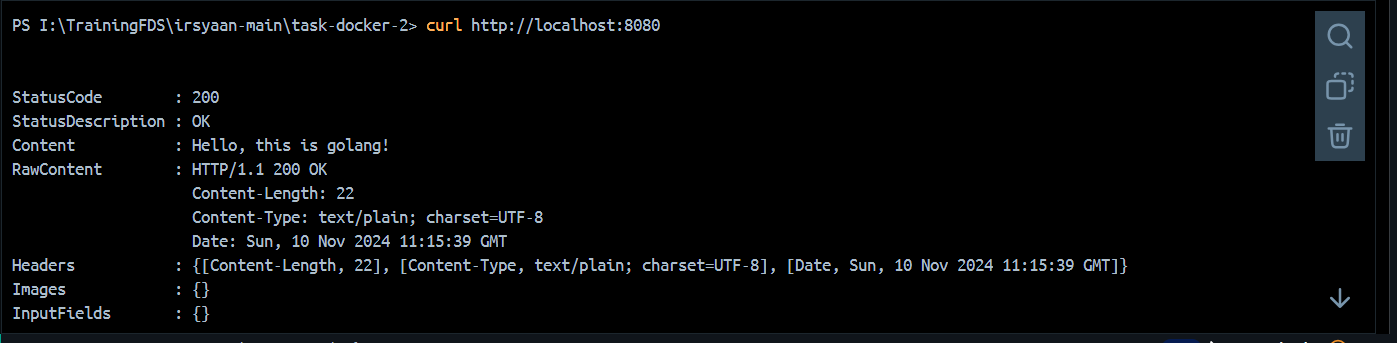 PS I:\TrainingFDS\irsyaan-main\task-docker-2> curl http://localhost:8080
StatusCode : 200
StatusDescription : OK
Content : Hello, this is golang!
RawContent : HTTP/1.1 200 OK
Content-Length: 22
Content-Type: text/plain; charset=UTF-8
Date: Sun, 10 Nov 2024 11:15:39 GMT
Headers : {[Content-Length, 22], [Content-Type, text/plain; charset=UTF-8], [Date, Sun, 10 Nov 2024 11:15:39 GMT]}
Images : {}
InputFields : {}